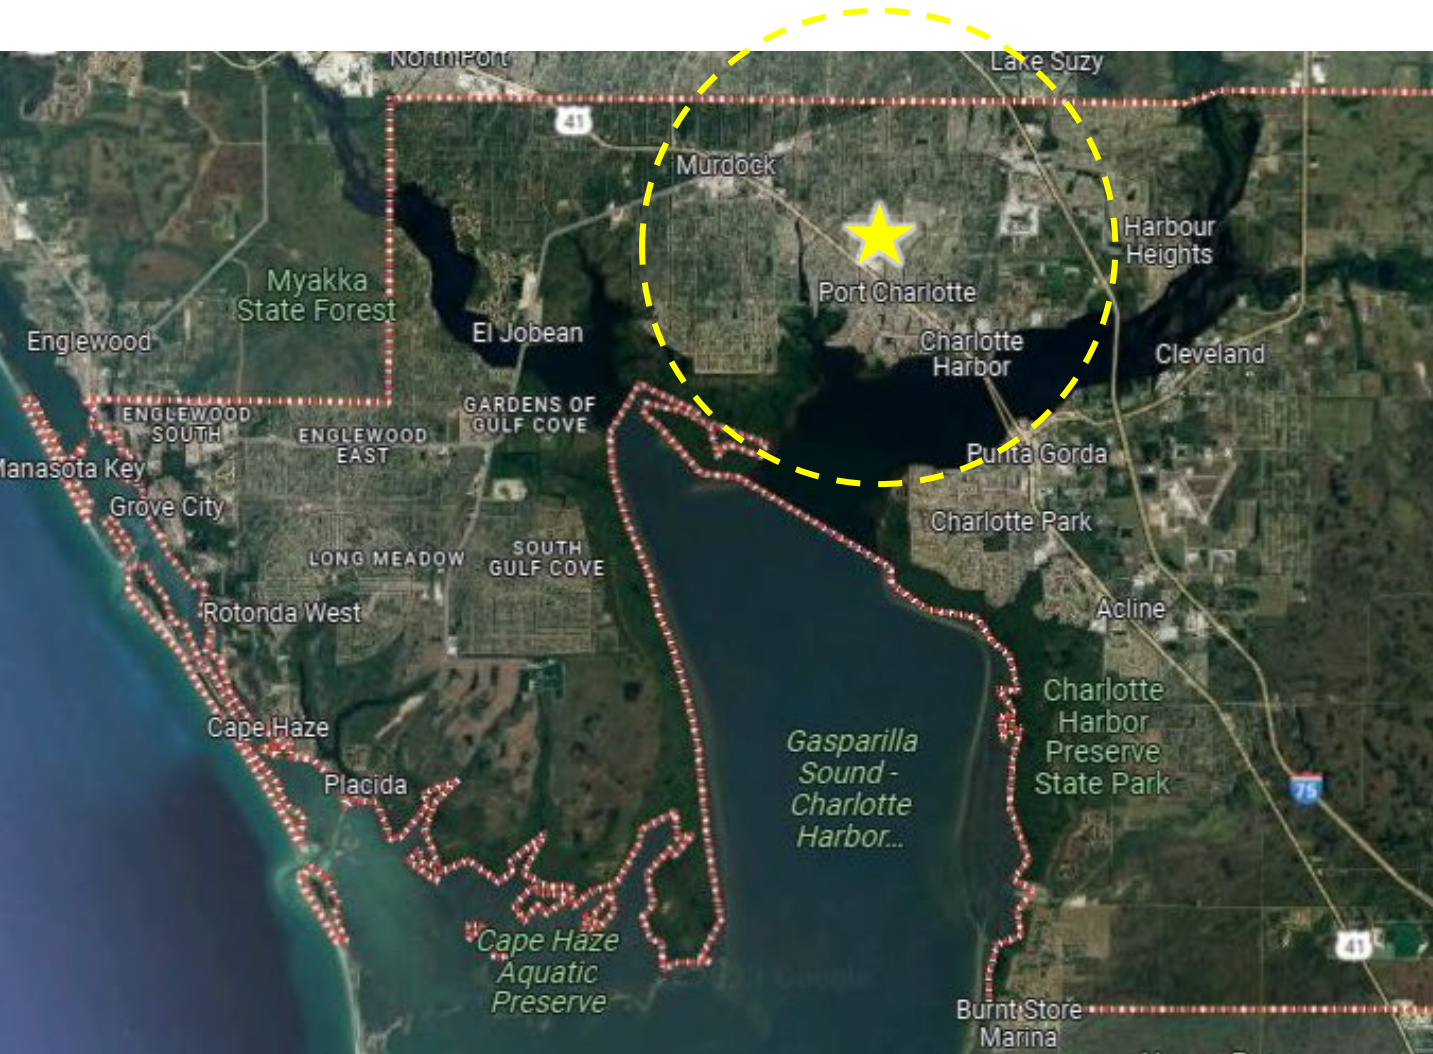 North Port
Lake Suzy
41
Murdock
Harbour
Heights
Myakka
State Forest
Port Charlotte
Englewood
El Jobean
Charlotte
Harbor
Cleveland
ENGLEWOOD
SOUTH
GARDENS OF
GULF COVE
ENGLEWOOD
EAST
Manasota Key
Punta Gorda
Grove City
Charlotte Park
LONG MEADOW
SOUTH
GULF COVE
Rotonda West
Acline
Charlotte
Harbor
Preserve
State Park
Cape Haze
Gasparilla
Sound -
Charlotte
Harbor...
Placida
75
Cape Haze
Aquatic
Preserve
41
Google
Burnt Store
Marina